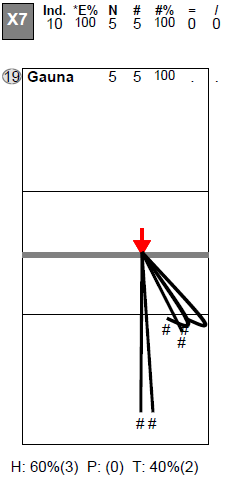 X7 Ind. *E% N # #% = /
10 100 5 5 100 0 0
19 Gauna 5 5 100 . .
# #
#
# #
H: 60%(3) P: (0) T: 40%(2)